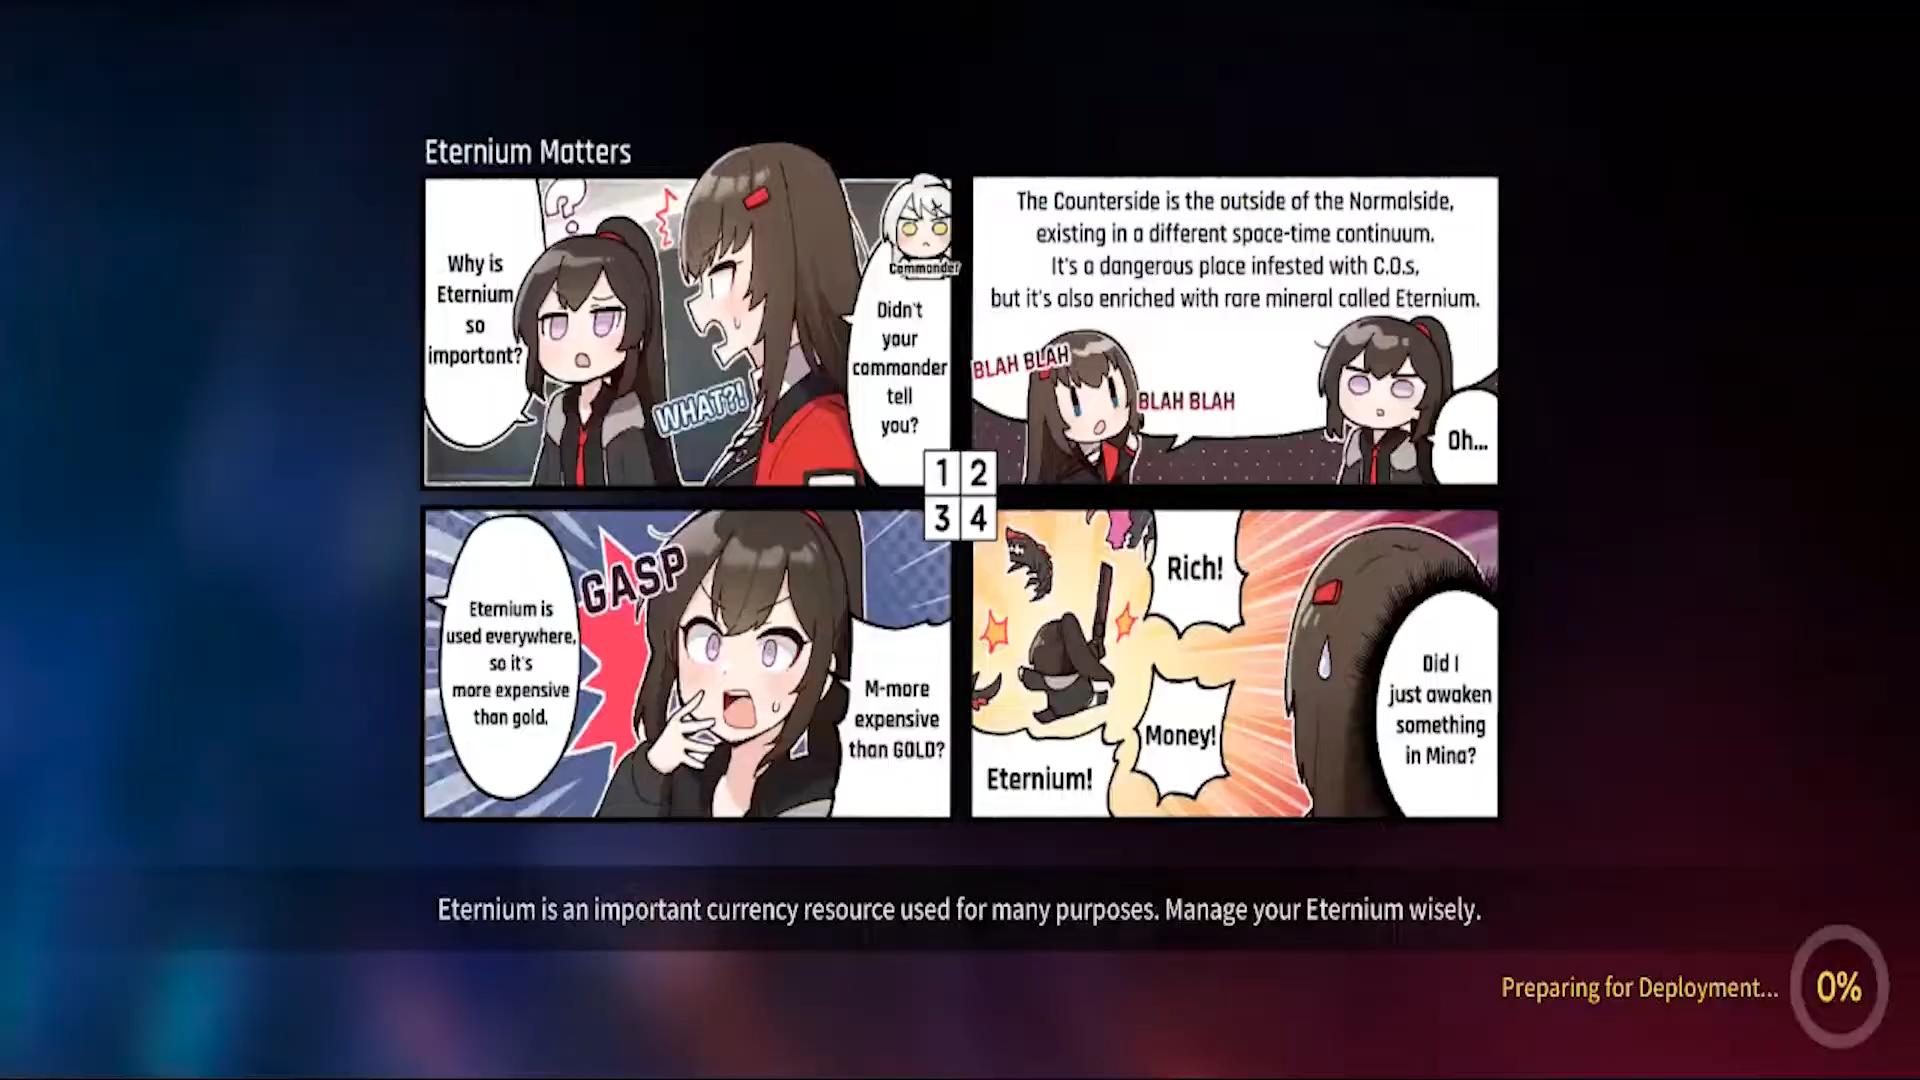 Eternium Matters
Why is
Eternium
so
important?
?
WHAT?!
Commander
Didn't
your
commander
tell
you?
The Counterside is the outside of the Normalside,
existing in a different space-time continuum.
It's a dangerous place infested with C.O.s,
but it's also enriched with rare mineral called Eternium.
BLAH BLAH
BLAH BLAH
Oh...
1 2
3 4
Eternium is
used everywhere,
so it's
more expensive
than gold.
GASP
M-more
expensive
than GOLD?
Rich!
Money!
Eternium!
Did I
just awaken
something
in Mina?
Eternium is an important currency resource used for many purposes. Manage your Eternium wisely.
Preparing for Deployment...
0%